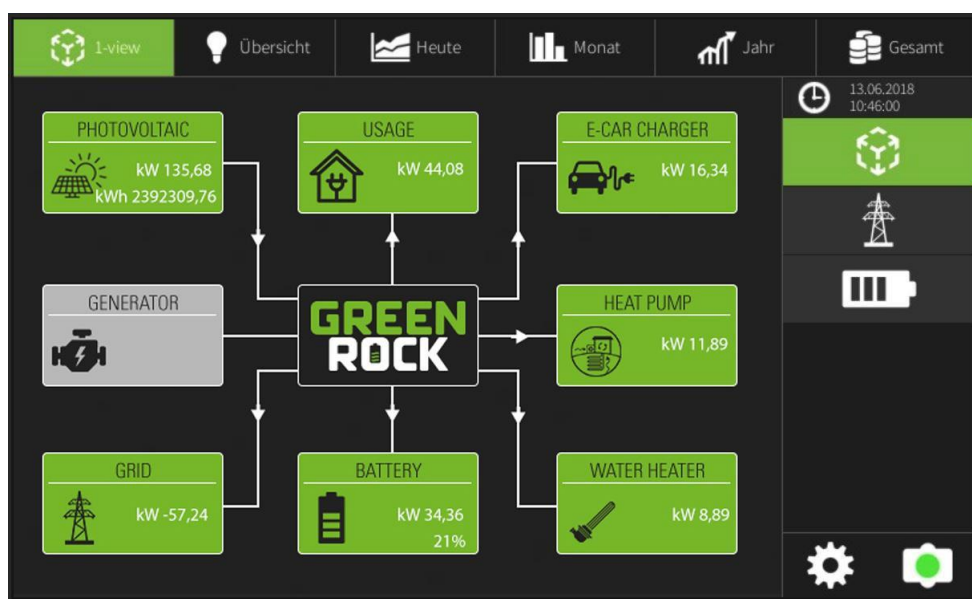 1-view
Übersicht
Heute
Monat
Jahr
Gesamt
13.06.2018
10:46:00
PHOTOVOLTAIC
kW 135,68
kWh 2392309,76
USAGE
kW 44,08
E-CAR CHARGER
kW 16,34
GENERATOR
GREEN
ROCK
HEAT PUMP
kW 11,89
GRID
kW -57,24
BATTERY
kW 34,36
21%
WATER HEATER
kW 8,89